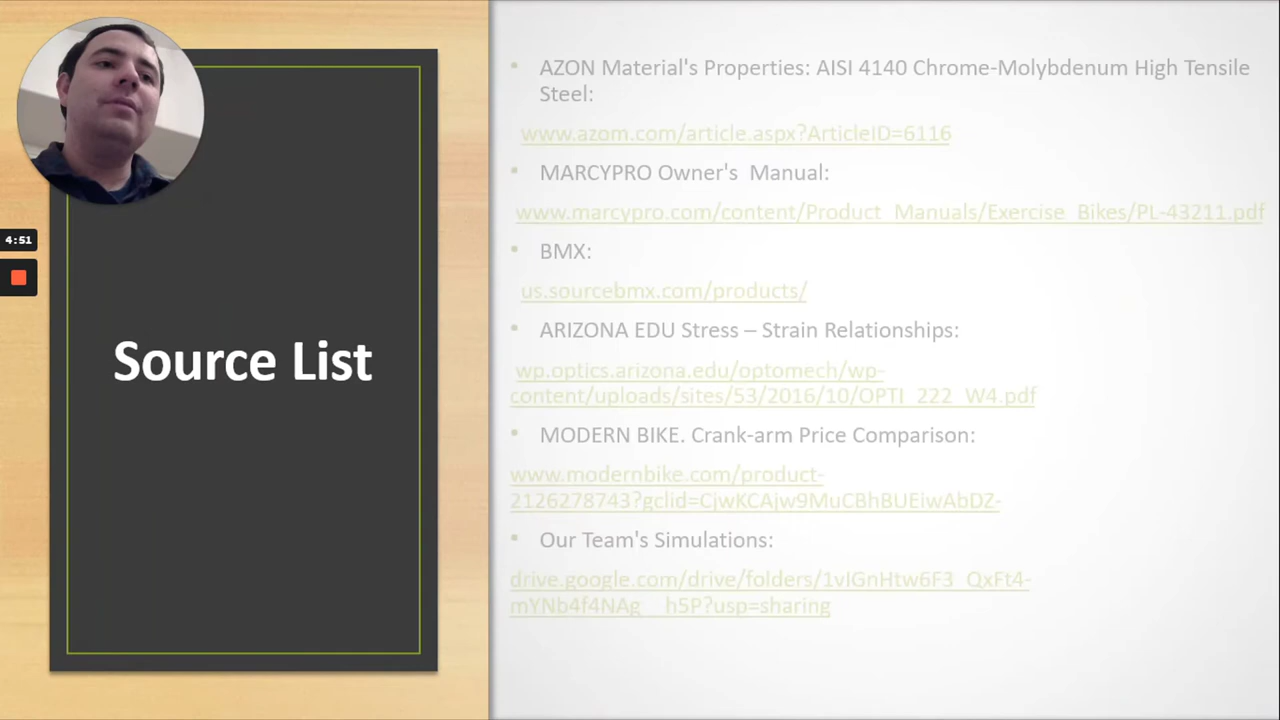 4:51
Source List
• AZON Material's Properties: AISI 4140 Chrome-Molybdenum High Tensile
Steel:
www.azom.com/article.aspx?ArticleID=6116
• MARCYPRO Owner's  Manual:
www.marcypro.com/content/Product_Manuals/Exercise_Bikes/PL-43211.pdf
• BMX:
us.sourcebmx.com/products/
• ARIZONA EDU Stress – Strain Relationships:
wp.optics.arizona.edu/optomech/wp-
content/uploads/sites/53/2016/10/OPTI_222_W4.pdf
• MODERN BIKE. Crank-arm Price Comparison:
www.modernbike.com/product-
2126278743?gclid=CjwKCAjw9MuCBhBUEiwAbDZ-
• Our Team's Simulations:
drive.google.com/drive/folders/1vIGnHtw6F3_QxFt4-
mYNb4f4NAg__h5P?usp=sharing